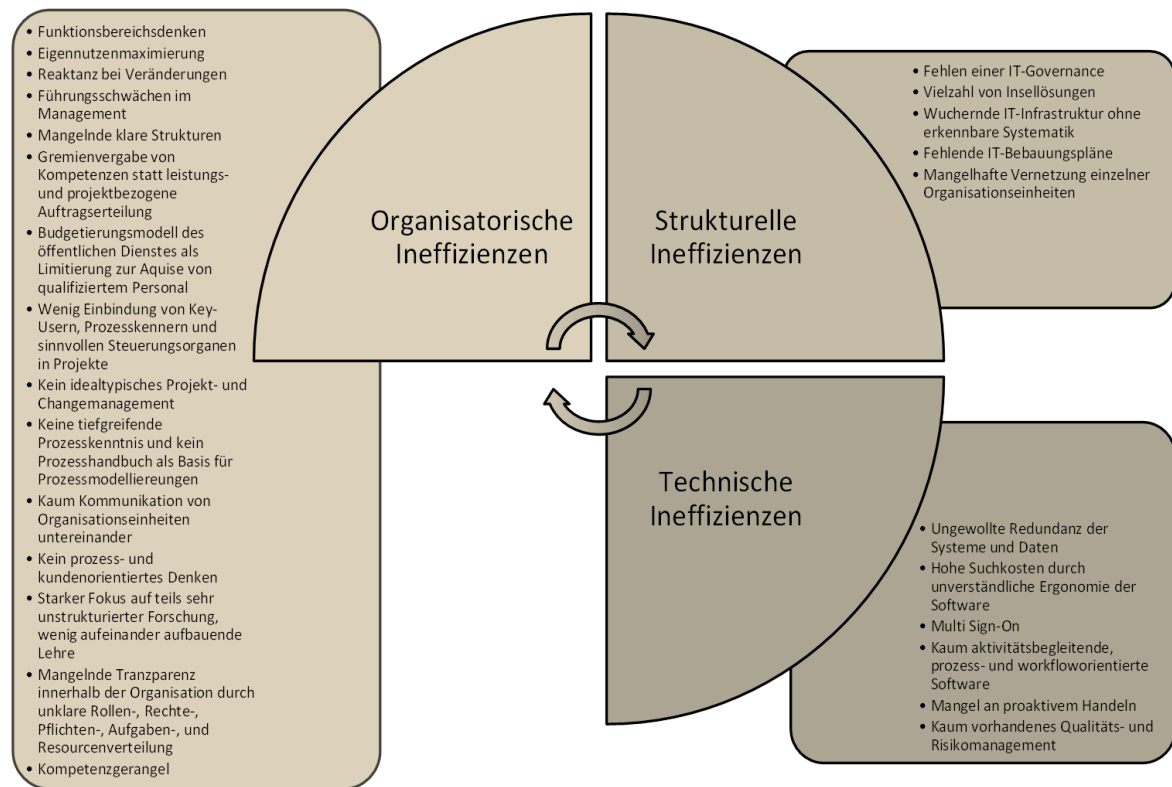 • Funktionsbereichsdenken
• Eigennutzenmaximierung
• Reaktanz bei Veränderungen
• Führungsschwächen im
Management
• Mangelnde klare Strukturen
• Gremienvergabe von
Kompetenzen statt leistungs-
und projektbezogene
Auftragserteilung
• Budgetierungsmodell des
öffentlichen Dienstes als
Limitierung zur Aquise von
qualifiziertem Personal
• Wenig Einbindung von Key-
Usern, Prozesskennern und
sinnvollen Steuerungsorganen
in Projekte
• Kein idealtypisches Projekt- und
Changemanagement
• Keine tiefgreifende
Prozesskenntnis und kein
Prozesshandbuch als Basis für
Prozessmodelliereungen
• Kaum Kommunikation von
Organisationseinheiten
untereinander
• Kein prozess- und
kundenorientiertes Denken
• Starker Fokus auf teils sehr
unstrukturierter Forschung,
wenig aufeinander aufbauende
Lehre
• Mangelnde Tranzparenz
innerhalb der Organisation durch
unklare Rollen-, Rechte-,
Pflichten-, Aufgaben-, und
Resourcenverteilung
• Kompetenzgerangel
Organisatorische
Ineffizienzen
Strukturelle
Ineffizienzen
• Fehlen einer IT-Governance
• Vielzahl von Insellösungen
• Wuchernde IT-Infrastruktur ohne
erkennbare Systematik
• Fehlende IT-Bebauungspläne
• Mangelhafte Vernetzung einzelner
Organisationseinheiten
Technische
Ineffizienzen
• Ungewollte Redundanz der
Systeme und Daten
• Hohe Suchkosten durch
unverständliche Ergonomie der
Software
• Multi Sign-On
• Kaum aktivitätsbegleitende,
prozess- und workfloworientierte
Software
• Mangel an proaktivem Handeln
• Kaum vorhandenes Qualitäts- und
Risikomanagement